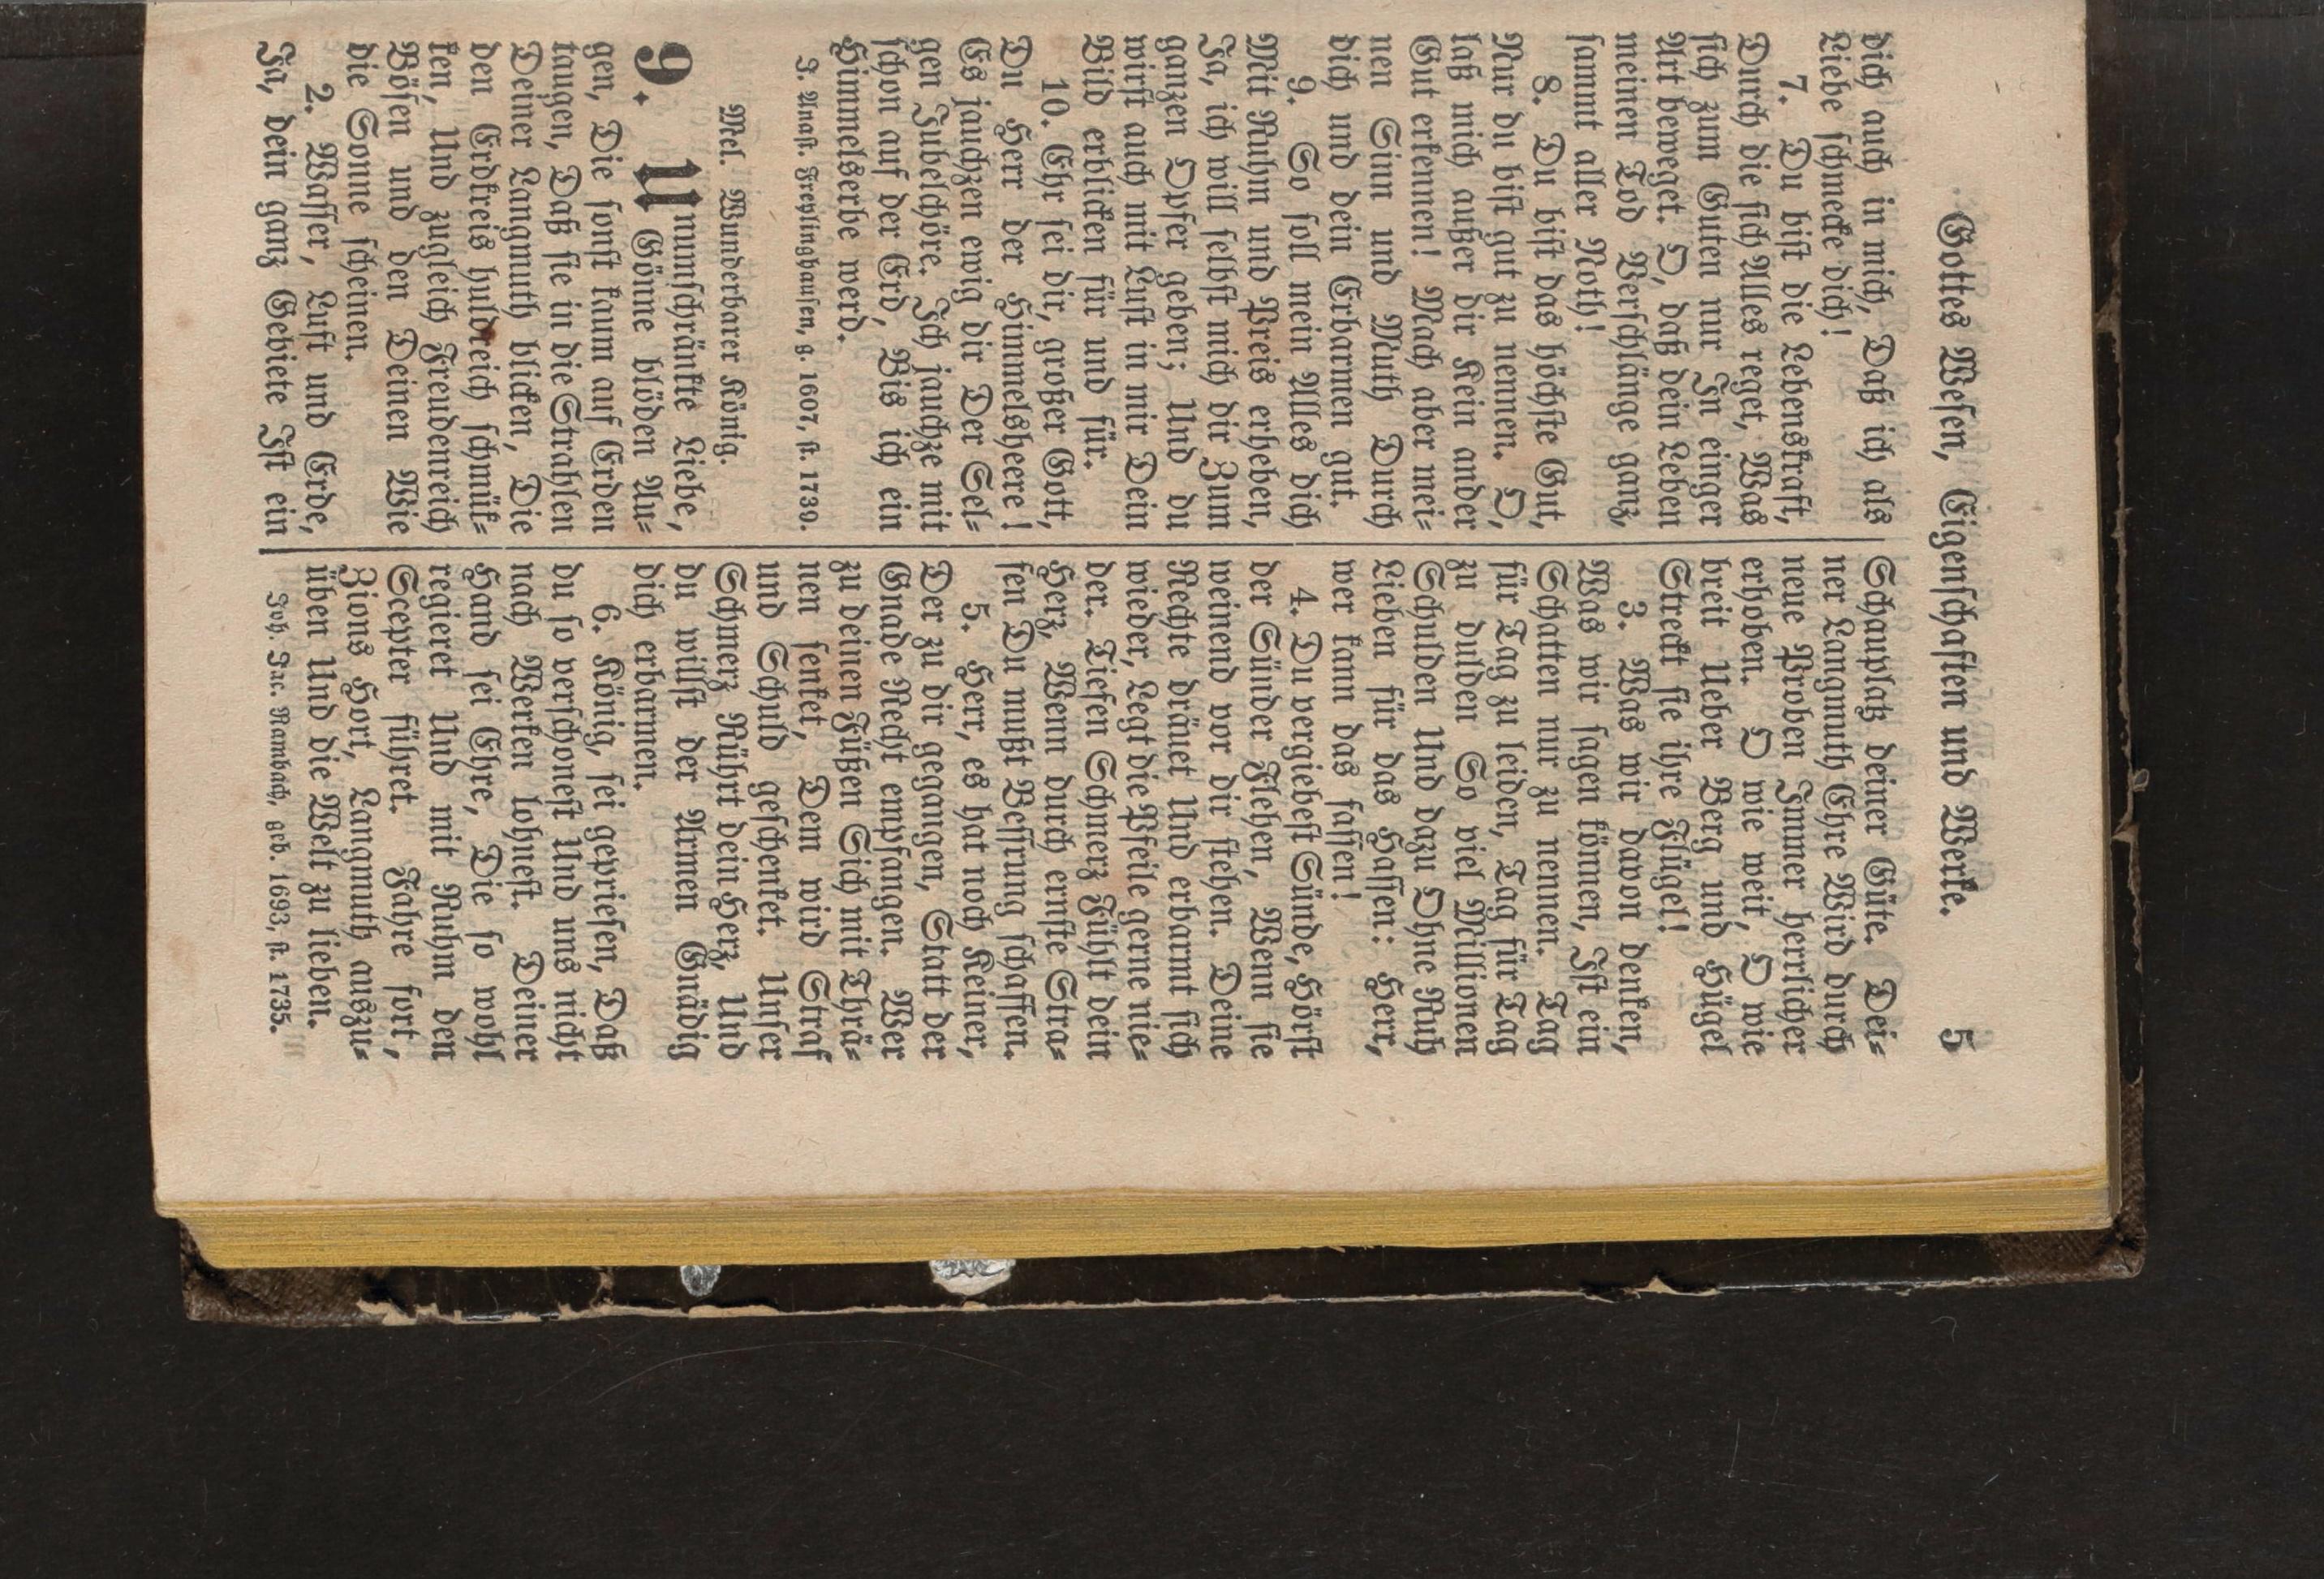 Gottes Wesen, Eigenschaften und Werke. 5
dich auch in mich, Daß ich als
Liebe schmecke dich!
7. Du bist die Lebenskraft,
Durch die sich Alles reget, Was
sich zum Guten nur In einger
Art beweget. O, daß dein Leben
meinen Tod Verschlänge ganz
sammt aller Noth!
8. Du bist das höchste Gut,
Nur du bist gut zu nennen. O,
laß mich außer dir Kein ander
Gut erkennen! Mach aber mei-
nen Sinn und Muth Durch
dich und dein Erbarmen gut.
9. So soll mein Alles dich
Mit Ruhm und Preis erheben,
Ja, ich will selbst mich dir Zum
ganzen Opfer geben; Und du
wirst auch mit Lust in mir Dein
Bild erblicken für und für.
10. Ehr sei dir, großer Gott,
Du Herr der Himmelsheere!
Es jauchzen ewig dir Der Sel-
gen Jubelchöre. Ich jauchze mit
schon auf der Erd, Bis ich ein
Himmelserbe werd.
J. Anast. Freylinghausen, g. 1607, st. 1739.
Mel. Wunderbarer König.
9. Unumschränkte Liebe,
Gönne blöden Au-
gen, Die sonst kaum auf Erden
taugen, Daß sie in die Strahlen
Deiner Langmuth blicken, Die
den Erdkreis huldreich schmük-
ken, Und zugleich Freudenreich
Bösen und den Deinen Wie
die Sonne scheinen.
2. Wasser, Luft und Erde,
Ja, dein ganz Gebiete Ist ein
Schauplatz deiner Güte. Dei-
ner Langmuth Ehre Wird durch
neue Proben Immer herrlicher
erhoben. O wie weit, O wie
breit Ueber Berg und Hügel
Streckt sie ihre Flügel!
3. Was wir davon denken,
Was wir sagen können, Ist ein
Schatten nur zu nennen. Tag
für Tag zu leiden, Tag für Tag
zu dulden So viel Millionen
Schulden Und dazu Ohne Ruh
Lieben für das Hassen: Herr,
wer kann das fassen!
4. Du vergiebest Sünde, Hörst
der Sünder Flehen, Wenn sie
weinend vor dir stehen. Deine
Rechte dräuet Und erbarmt sich
wieder, Legt die Pfeile gerne nie-
der. Tiefen Schmerz Fühlt dein
Herz, Wenn durch ernste Stra-
fen Du mußt Bessrung schaffen.
5. Herr, es hat noch Keiner,
Der zu dir gegangen, Statt der
Gnade Recht empfangen. Wer
zu deinen Füßen Sich mit Thrä-
nen senket, Dem wird Straf
und Schuld geschenket. Unser
Schmerz Rührt dein Herz, Und
du willst der Armen Gnädig
dich erbarmen.
6. König, sei gepriesen, Daß
du so verschonest Und uns nicht
nach Werken lohnest. Deiner
Hand sei Ehre, Die so wohl
regieret Und mit Ruhm den
Scepter führet. Fahre fort,
Zions Hort, Langmuth auszu-
üben Und die Welt zu lieben.
Joh. Jac. Rambach, geb. 1693, st. 1735.